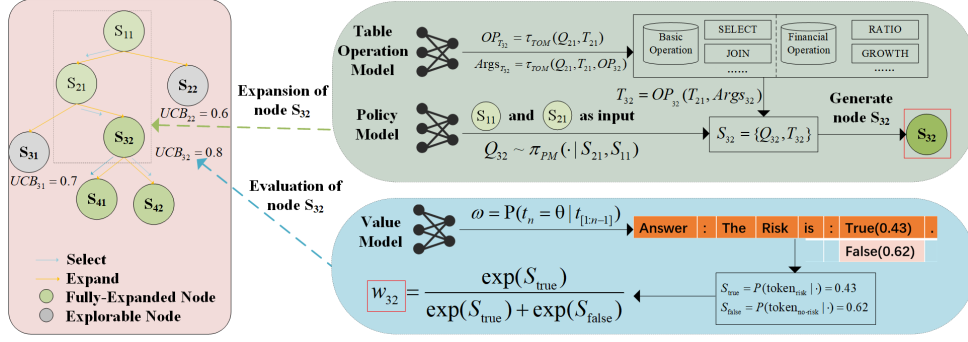 S11
S21
S22
UCB22 = 0.6
S32
S31
UCB32 = 0.8
UCB31 = 0.7
S41
S42
Select
Expand
Fully-Expanded Node
Explorable Node
Expansion of
node S32
Evaluation of
node S32
Table
Operation
Model
OP_T32 = τTOM(Q21, T21)
Args_T32 = τTOM(Q21, T21, OP32)
Basic
Operation
SELECT
JOIN
......
Financial
Operation
RATIO
GROWTH
......
T32 = OP32(T21, Args32)
Policy
Model
S11 and S21 as input
Q32 ~ πPM(· | S21, S11)
S32 = {Q32, T32}
Generate
node S32
S32
Value
Model
ω = P(tn = θ | t[1:n−1])
Answer : The Risk is : True(0.43) .
False(0.62)
w32 = exp(Strue) / exp(Strue) + exp(Sfalse)
Strue = P(tokenrisk | ·) = 0.43
Sfalse = P(tokenno-risk | ·) = 0.62